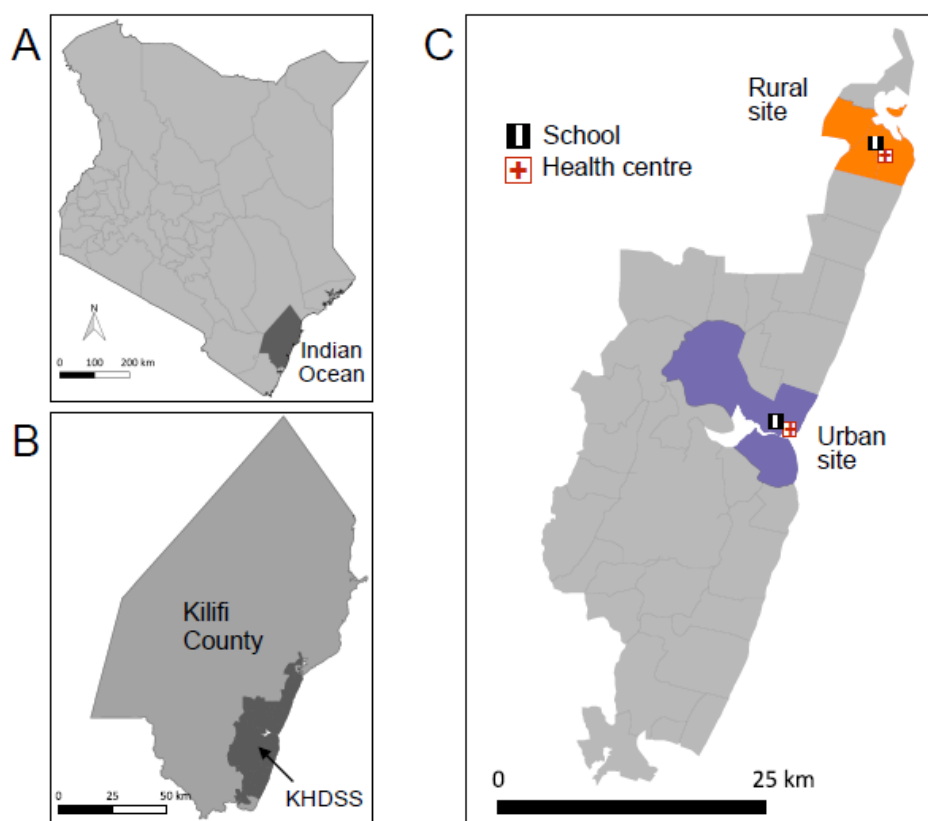 A
N
0 100 200 km
Indian
Ocean
B
Kilifi
County
KHDSS
0 25 50 km
C
Rural
site
School
Health centre
Urban
site
0 25 km